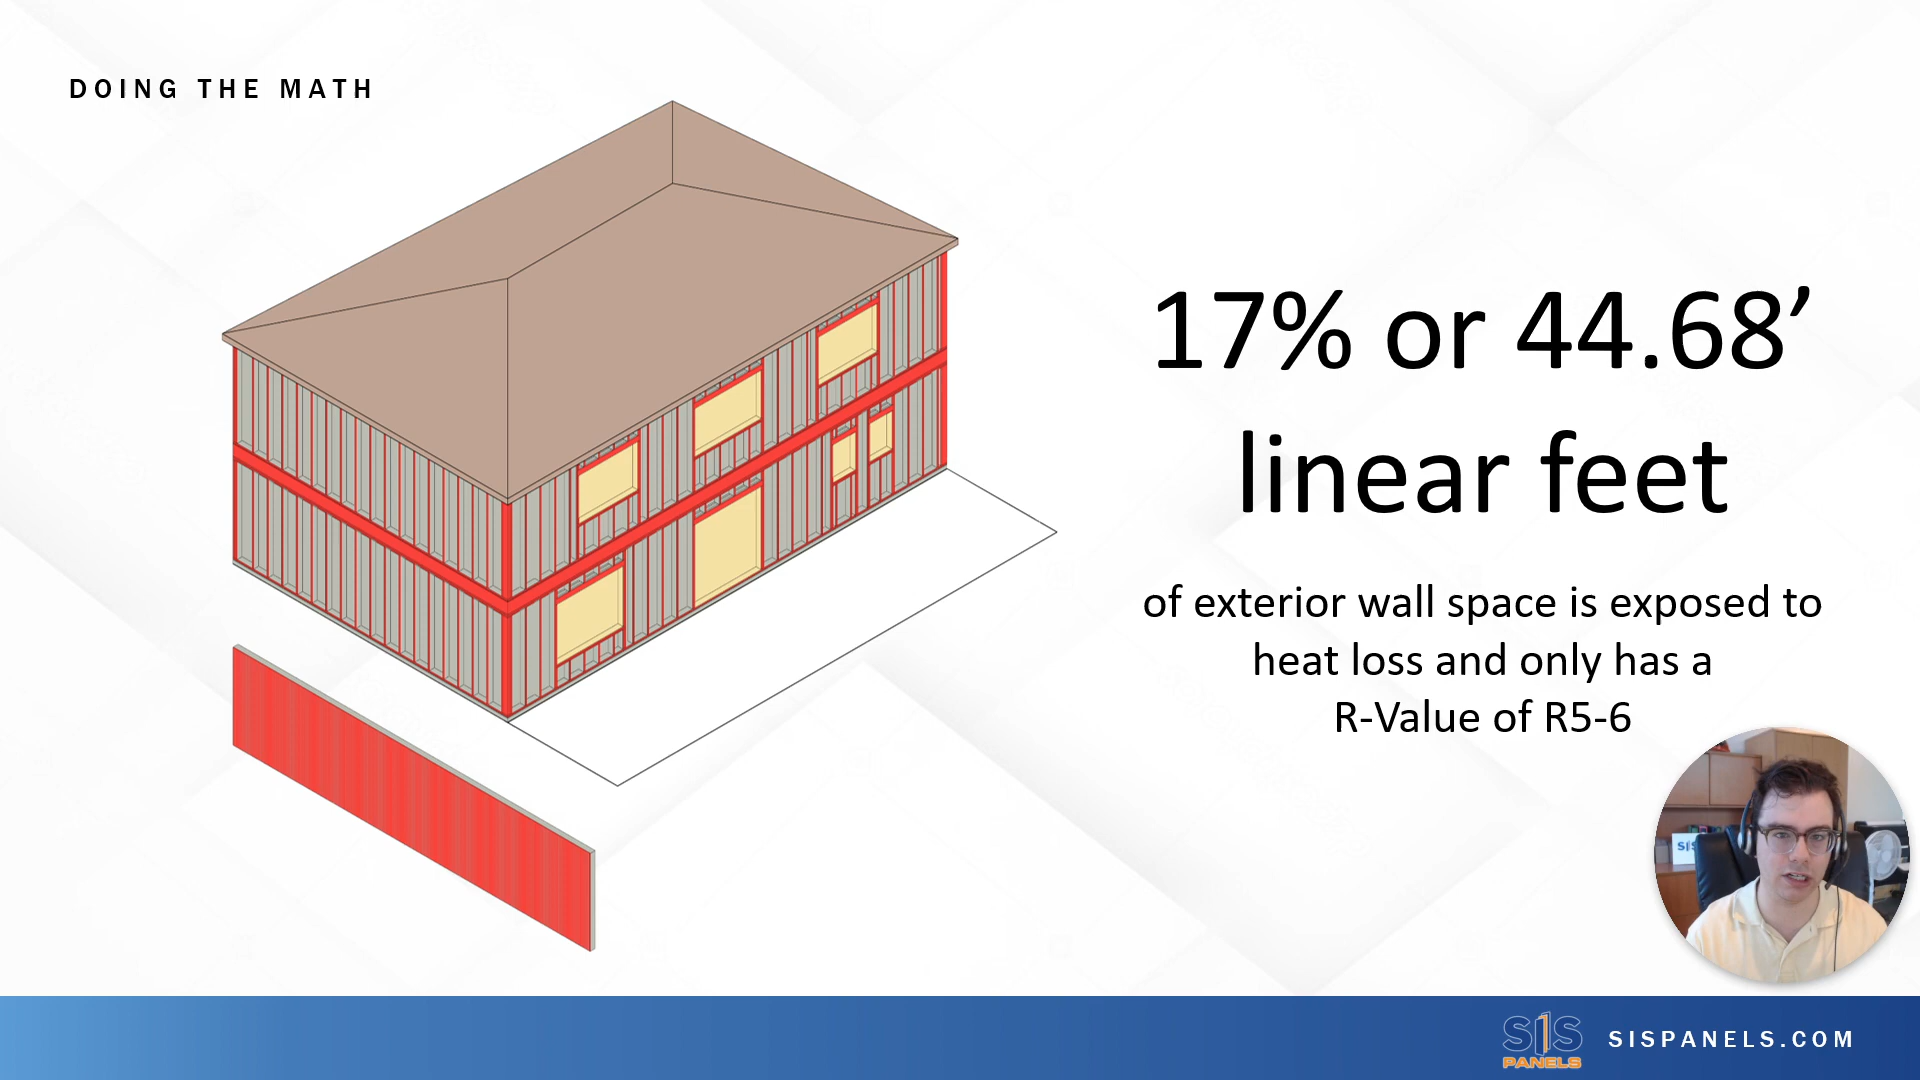 DOING THE MATH
17% or 44.68’
linear feet
of exterior wall space is exposed to
heat loss and only has a
R-Value of R5-6
SIS
SIS
PANELS
SISPANELS.COM